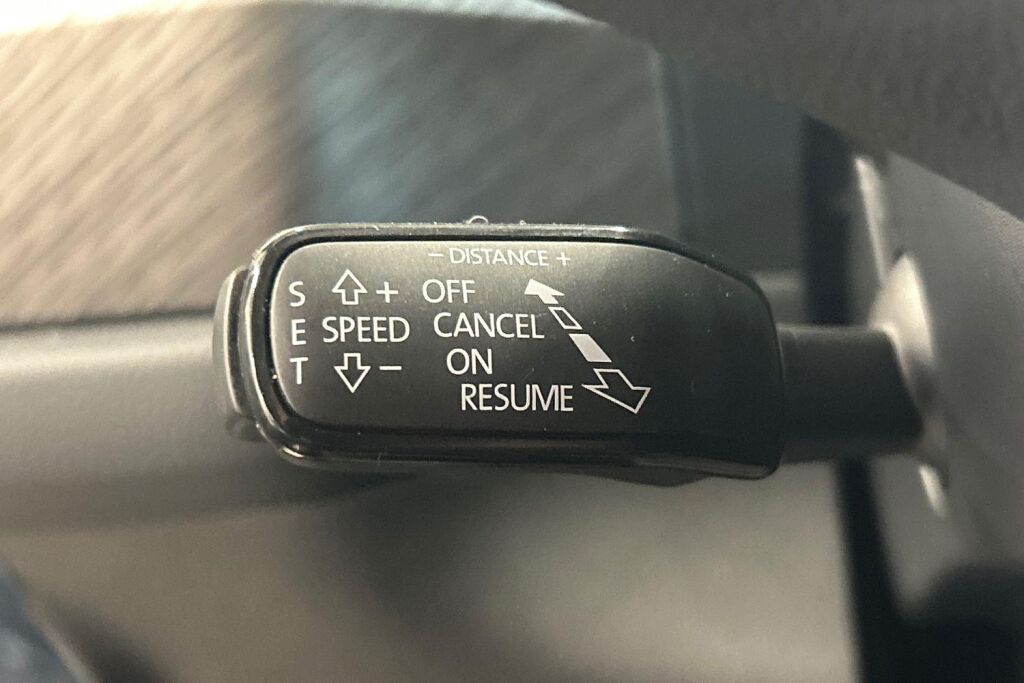 – DISTANCE +
S + OFF
E SPEED CANCEL
T – ON
RESUME